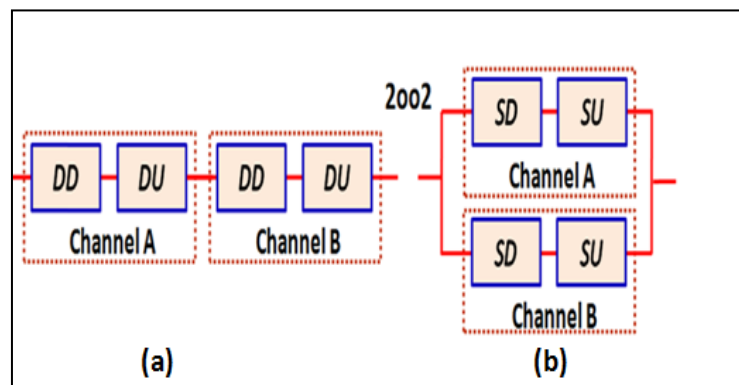 DD DU DD DU
Channel A Channel B
(a)
2oo2
SD SU
Channel A
SD SU
Channel B
(b)